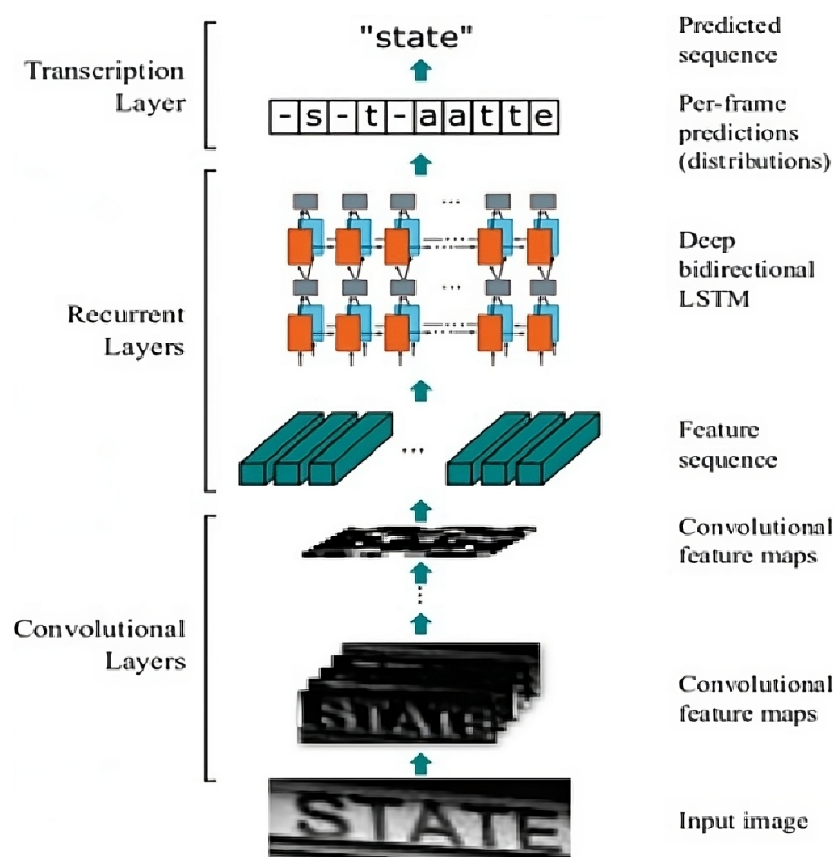 "state"
Predicted
sequence
Transcription
Layer
- s - t - a a t t e
Per-frame
predictions
(distributions)
Deep
bidirectional
LSTM
Recurrent
Layers
Feature
sequence
Convolutional
feature maps
Convolutional
Layers
STATE
Convolutional
feature maps
STATE
Input image